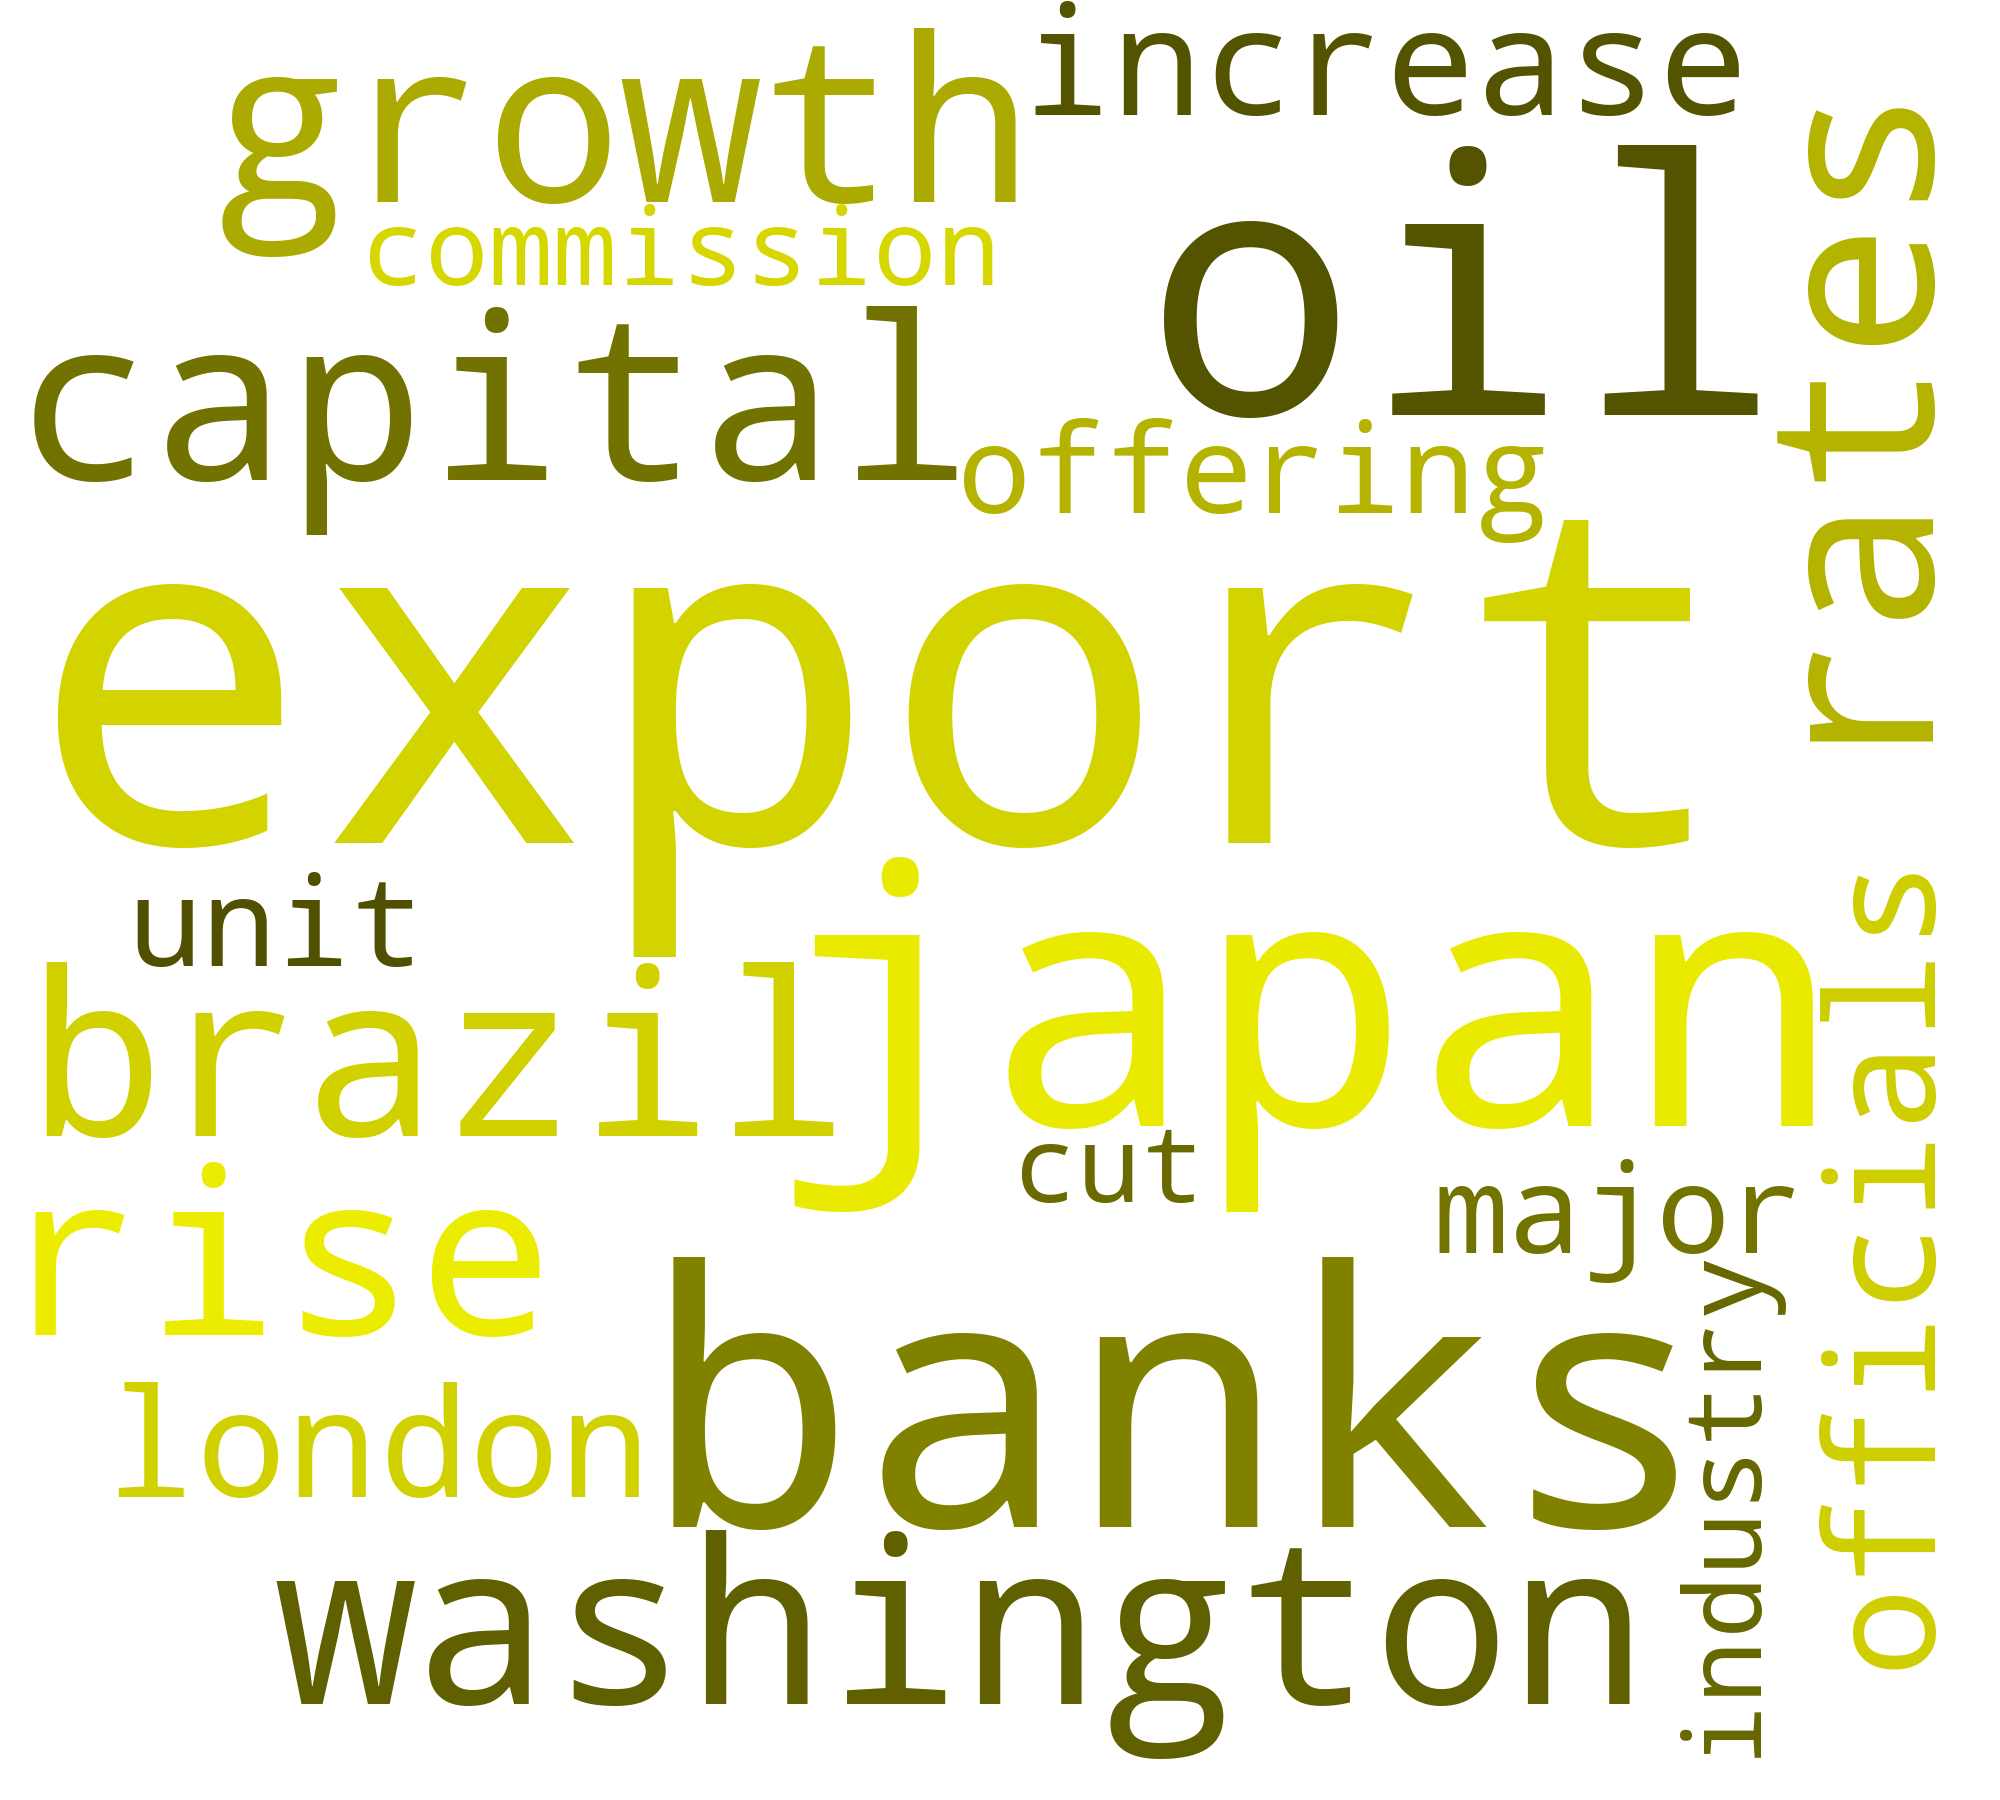 increase
growth
commission
oil
rates
capital
offering
export
unit
japan
brazil
officials
cut
major
rise
banks
industry
london
washington